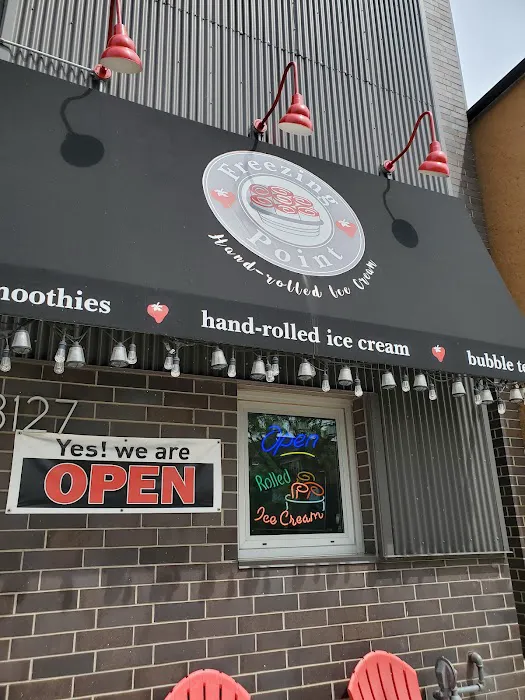 Freezing
Point
Hand-rolled Ice Cream
moothies
hand-rolled ice cream
bubble te
3127
Yes! we are
OPEN
Open
Rolled
Ice Cream